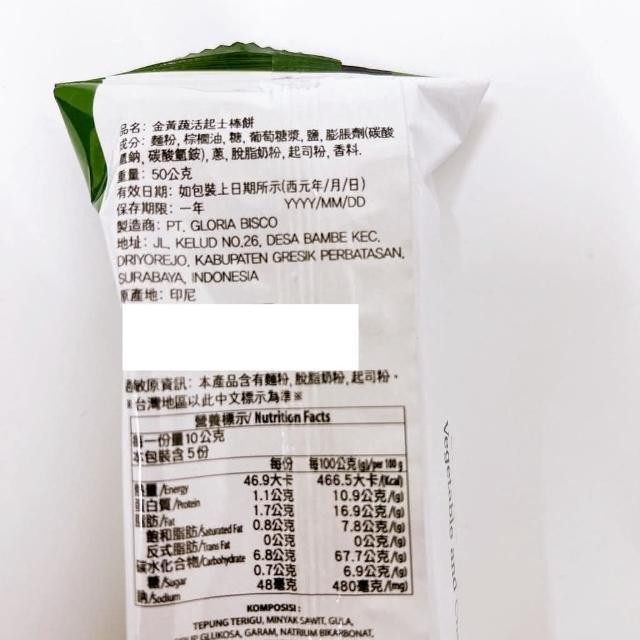 品名: 金黃蔬活起士棒餅
成分: 麵粉, 棕櫚油, 糖, 葡萄糖漿, 鹽, 膨脹劑(碳酸
氫鈉, 碳酸氫銨), 蔥, 脫脂奶粉, 起司粉, 香料.
重量: 50公克
有效日期: 如包裝上日期所示(西元年/月/日)
保存期限: 一年 YYYY/MM/DD
製造商: PT. GLORIA BISCO
地址: JL. KELUD NO.26, DESA BAMBE KEC.
DRIYOREJO, KABUPATEN GRESIK PERBATASAN,
SURABAYA, INDONESIA
原產地: 印尼
過敏原資訊: 本產品含有麵粉, 脫脂奶粉, 起司粉。
※台灣地區以此中文標示為準※
營養標示/ Nutrition Facts
每一份量10公克
本包裝含5份
每份 每100公克(g)/per 100 g
熱量/Energy 46.9大卡 466.5大卡/(Kcal)
蛋白質/Protein 1.1公克 10.9公克/(g)
脂肪/Fat 1.7公克 16.9公克/(g)
飽和脂肪/Saturated Fat 0.8公克 7.8公克/(g)
反式脂肪/Trans Fat 0公克 0公克/(g)
碳水化合物/Carbohydrate 6.8公克 67.7公克/(g)
糖/Sugar 0.7公克 6.9公克/(g)
鈉/Sodium 48毫克 480毫克/(mg)
KOMPOSISI :
TEPUNG TERIGU, MINYAK SAWIT, GULA,
GLUKOSA, GARAM, NATRIUM BIKARBONAT,
Vegetable and